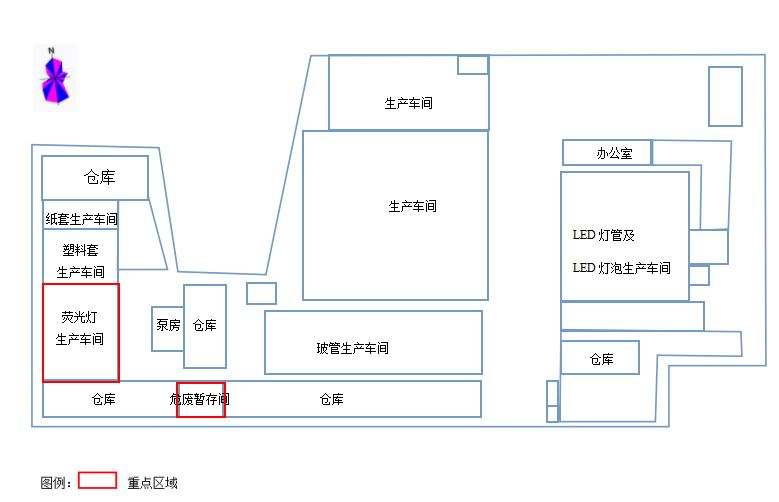 N
生产车间
办公室
仓库
生产车间
纸套生产车间
LED 灯管及
塑料套
生产车间
LED 灯泡生产车间
荧光灯
泵房
仓库
生产车间
玻管生产车间
仓库
仓库
危废暂存间
仓库
图例：
重点区域